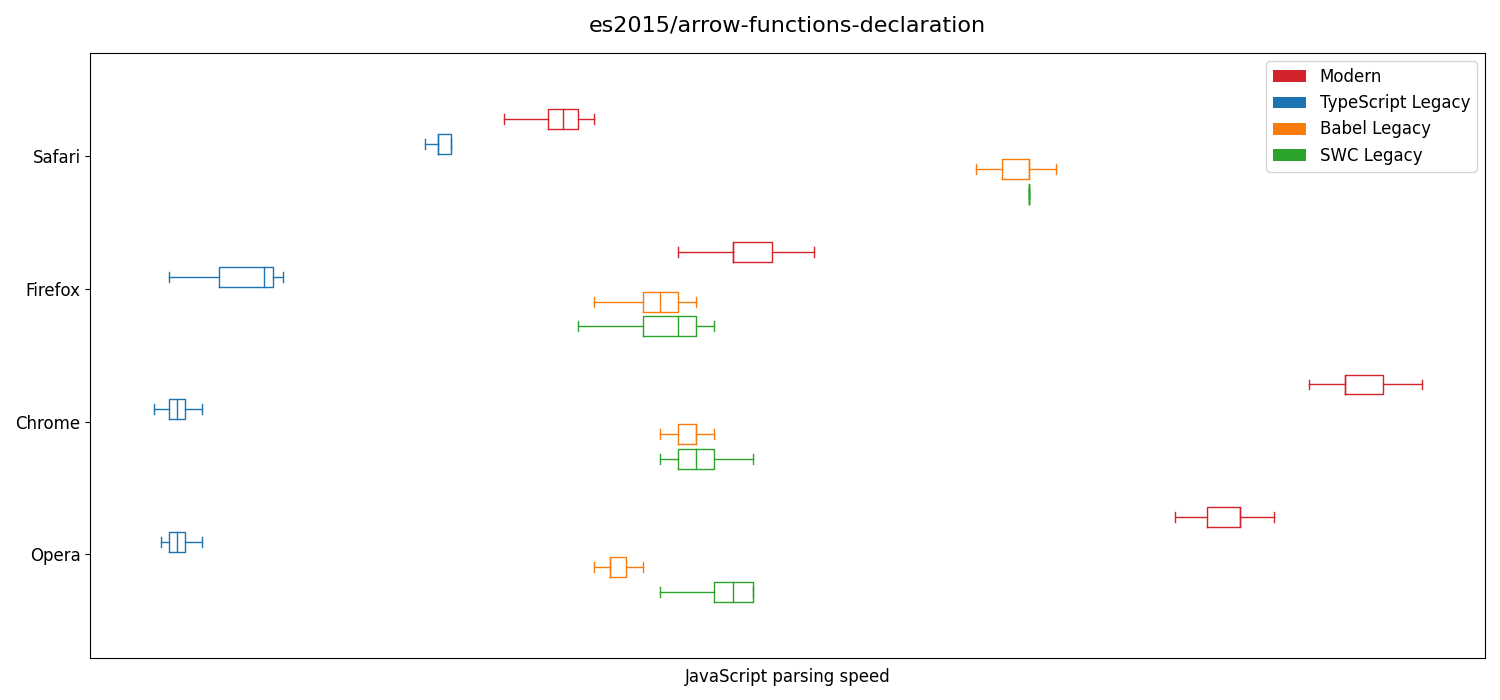 es2015/arrow-functions-declaration
Modern
TypeScript Legacy
Babel Legacy
SWC Legacy
Safari
Firefox
Chrome
Opera
JavaScript parsing speed